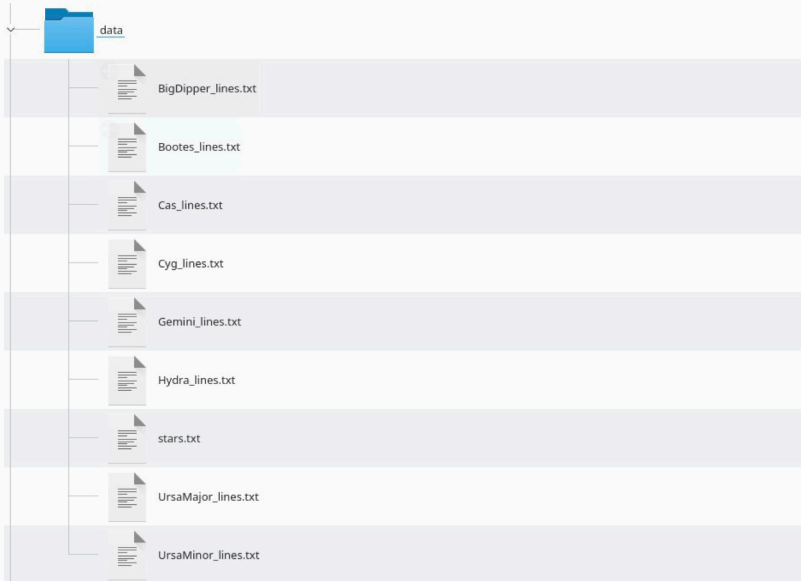 data
BigDipper_lines.txt
Bootes_lines.txt
Cas_lines.txt
Cyg_lines.txt
Gemini_lines.txt
Hydra_lines.txt
stars.txt
UrsaMajor_lines.txt
UrsaMinor_lines.txt